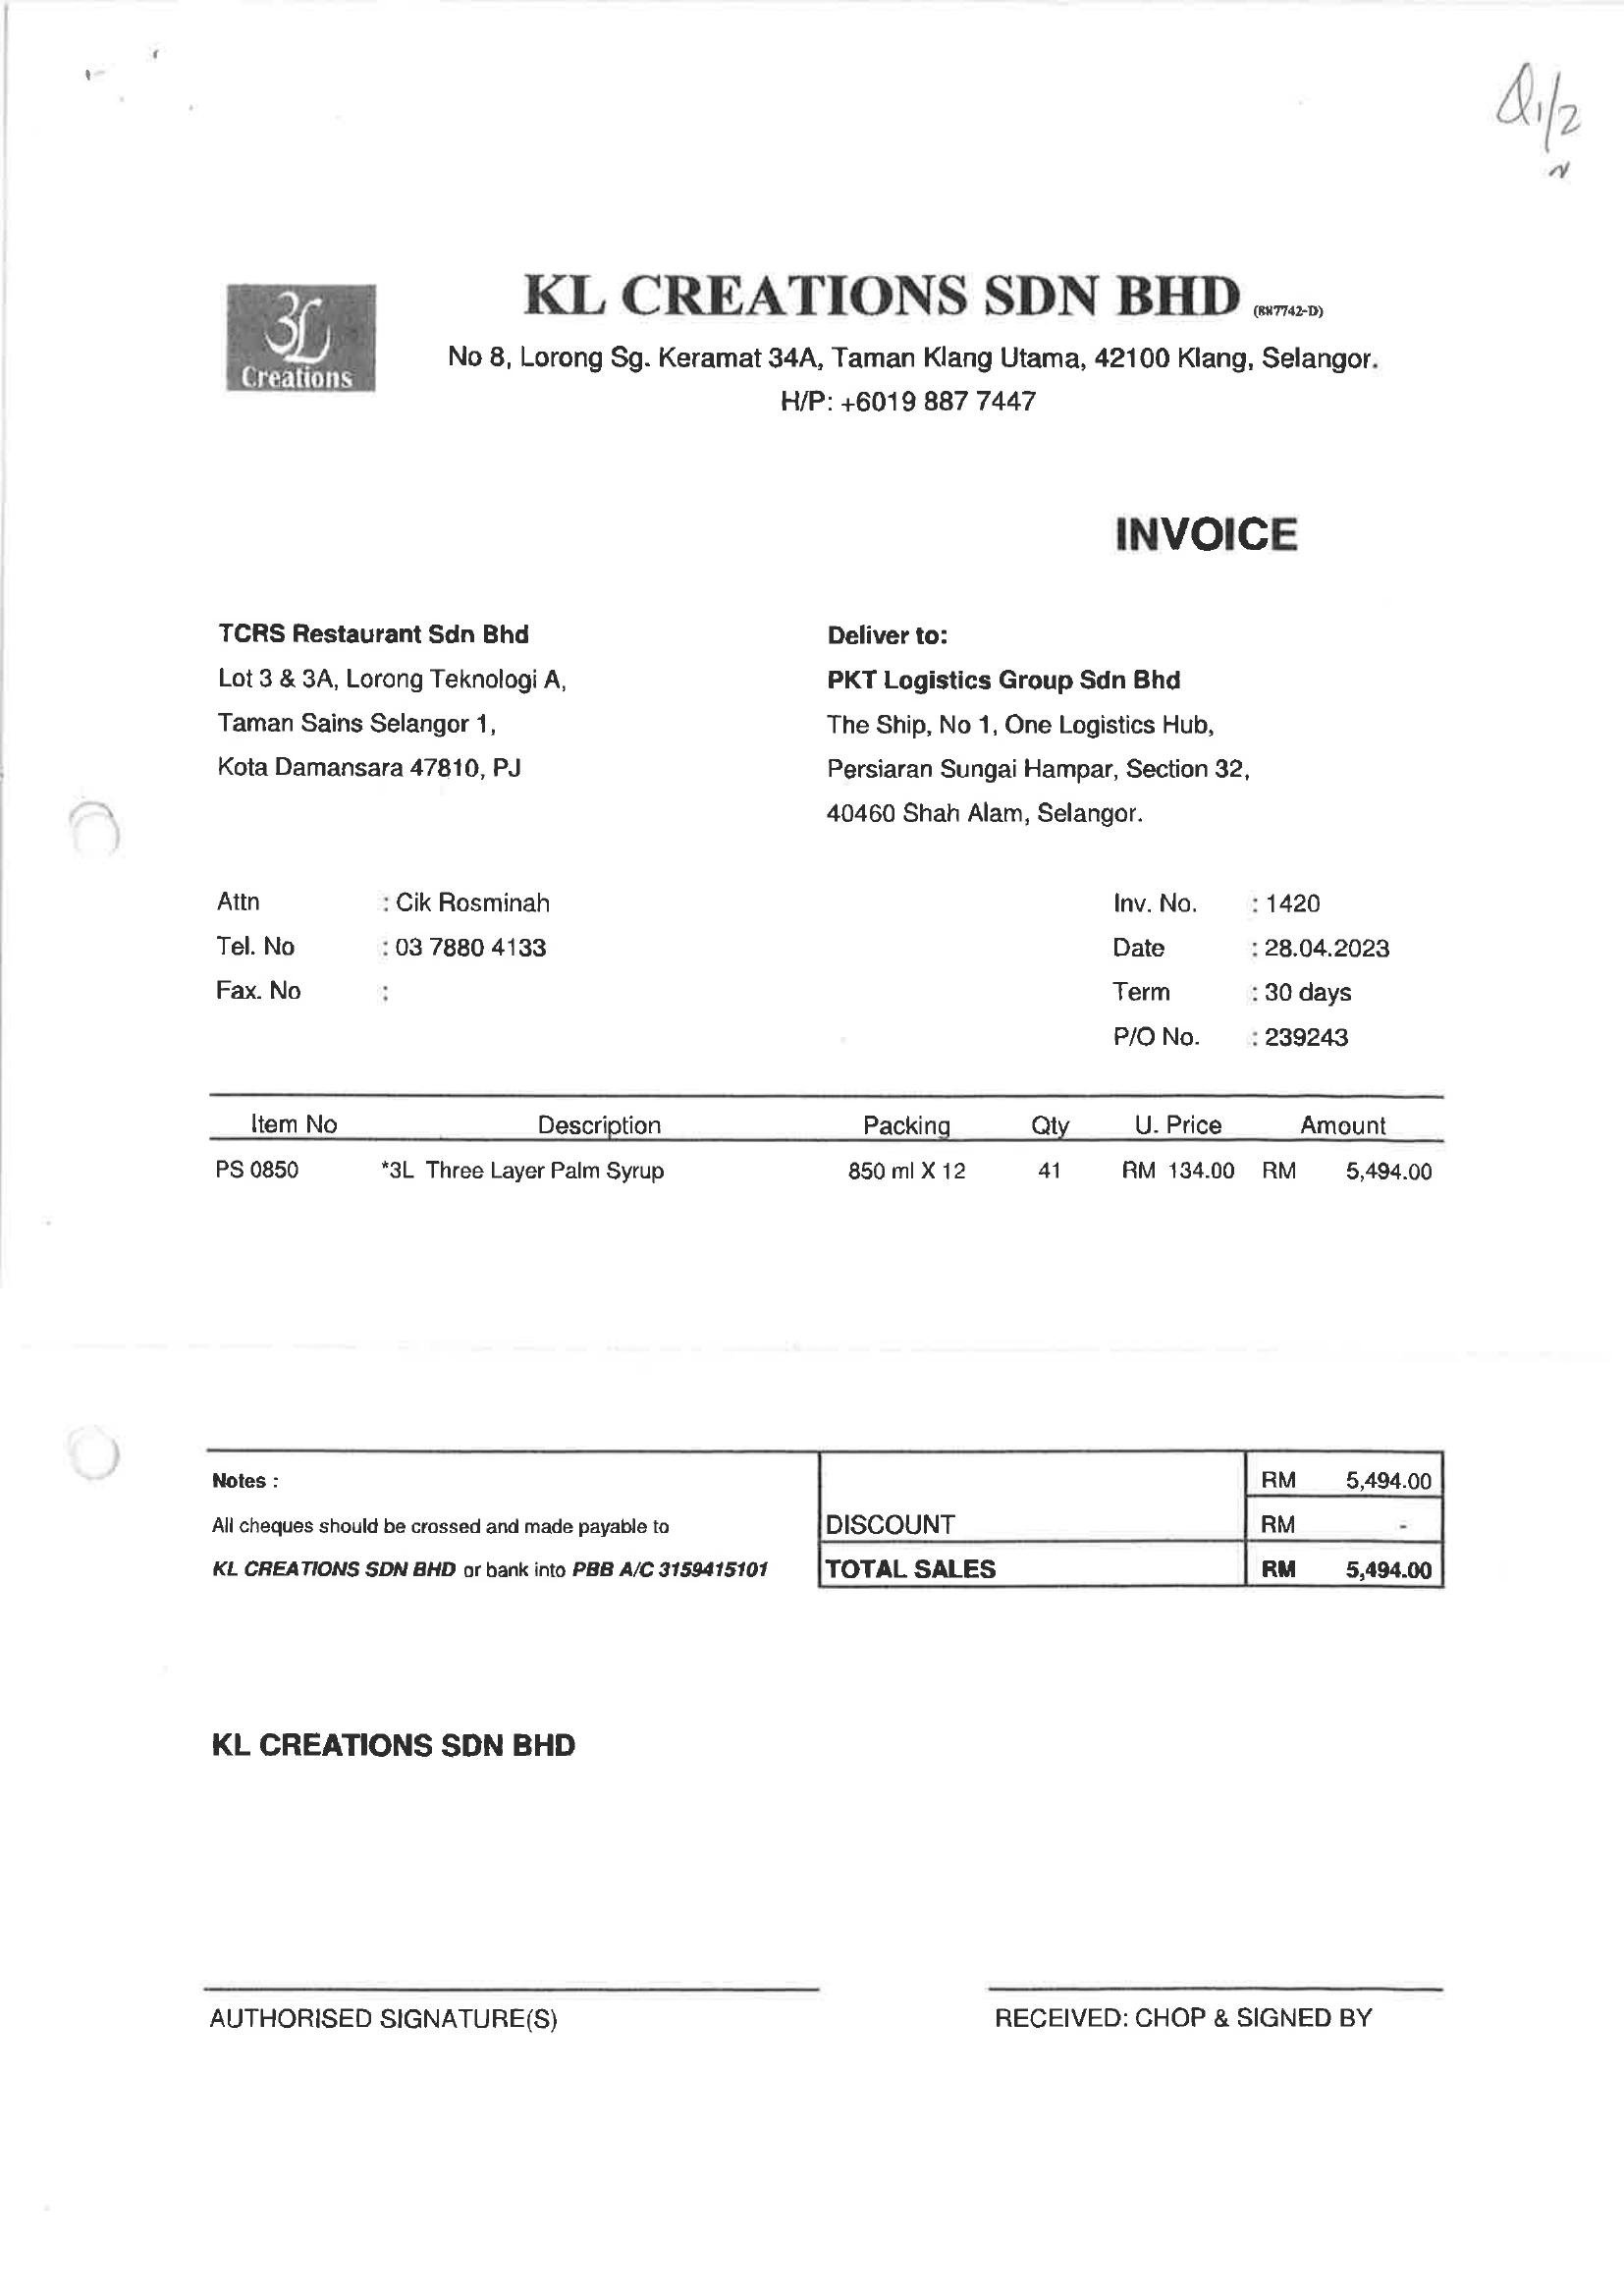 3L
Creations
KL CREATIONS SDN BHD (887742-D)
No 8, Lorong Sg. Keramat 34A, Taman Klang Utama, 42100 Klang, Selangor.
H/P: +6019 887 7447
INVOICE
TCRS Restaurant Sdn Bhd
Lot 3 & 3A, Lorong Teknologi A,
Taman Sains Selangor 1,
Kota Damansara 47810, PJ
Deliver to:
PKT Logistics Group Sdn Bhd
The Ship, No 1, One Logistics Hub,
Persiaran Sungai Hampar, Section 32,
40460 Shah Alam, Selangor.
Attn : Cik Rosminah
Tel. No : 03 7880 4133
Fax. No :
Inv. No. : 1420
Date : 28.04.2023
Term : 30 days
P/O No. : 239243
Item No Description Packing Qty U. Price Amount
PS 0850 *3L Three Layer Palm Syrup 850 ml X 12 41 RM 134.00 RM 5,494.00
Notes :
All cheques should be crossed and made payable to
KL CREATIONS SDN BHD or bank into PBB A/C 3159415101
RM 5,494.00
DISCOUNT RM -
TOTAL SALES RM 5,494.00
KL CREATIONS SDN BHD
AUTHORISED SIGNATURE(S)
RECEIVED: CHOP & SIGNED BY